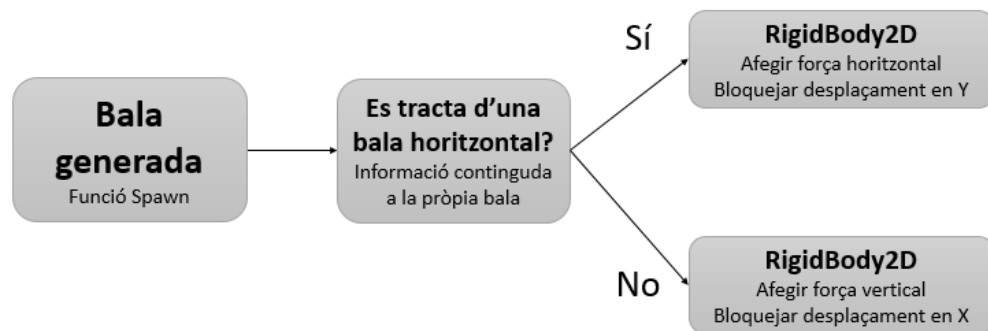 Bala
generada
Funció Spawn
Es tracta d'una
bala horitzontal?
Informació continguda
a la pròpia bala
Sí
RigidBody2D
Afegir força horitzontal
Bloquejar desplaçament en Y
No
RigidBody2D
Afegir força vertical
Bloquejar desplaçament en X